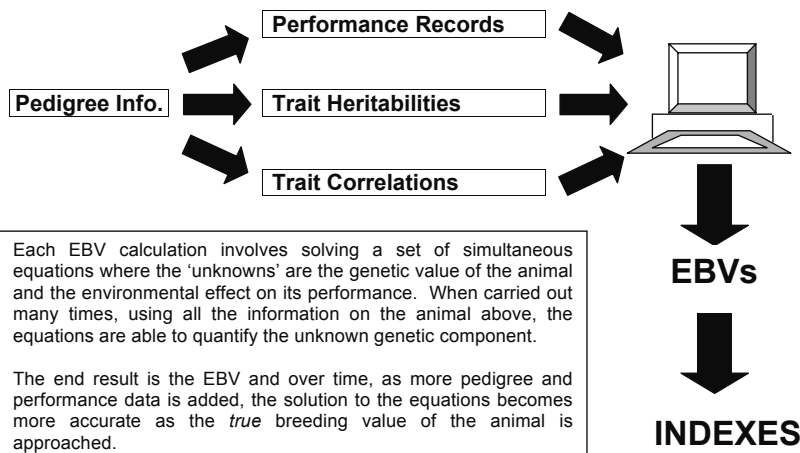 Performance Records
Pedigree Info.
Trait Heritabilities
Trait Correlations
Each EBV calculation involves solving a set of simultaneous
equations where the ‘unknowns’ are the genetic value of the animal
and the environmental effect on its performance. When carried out
many times, using all the information on the animal above, the
equations are able to quantify the unknown genetic component.
The end result is the EBV and over time, as more pedigree and
performance data is added, the solution to the equations becomes
more accurate as the true breeding value of the animal is
approached.
EBVs
INDEXES